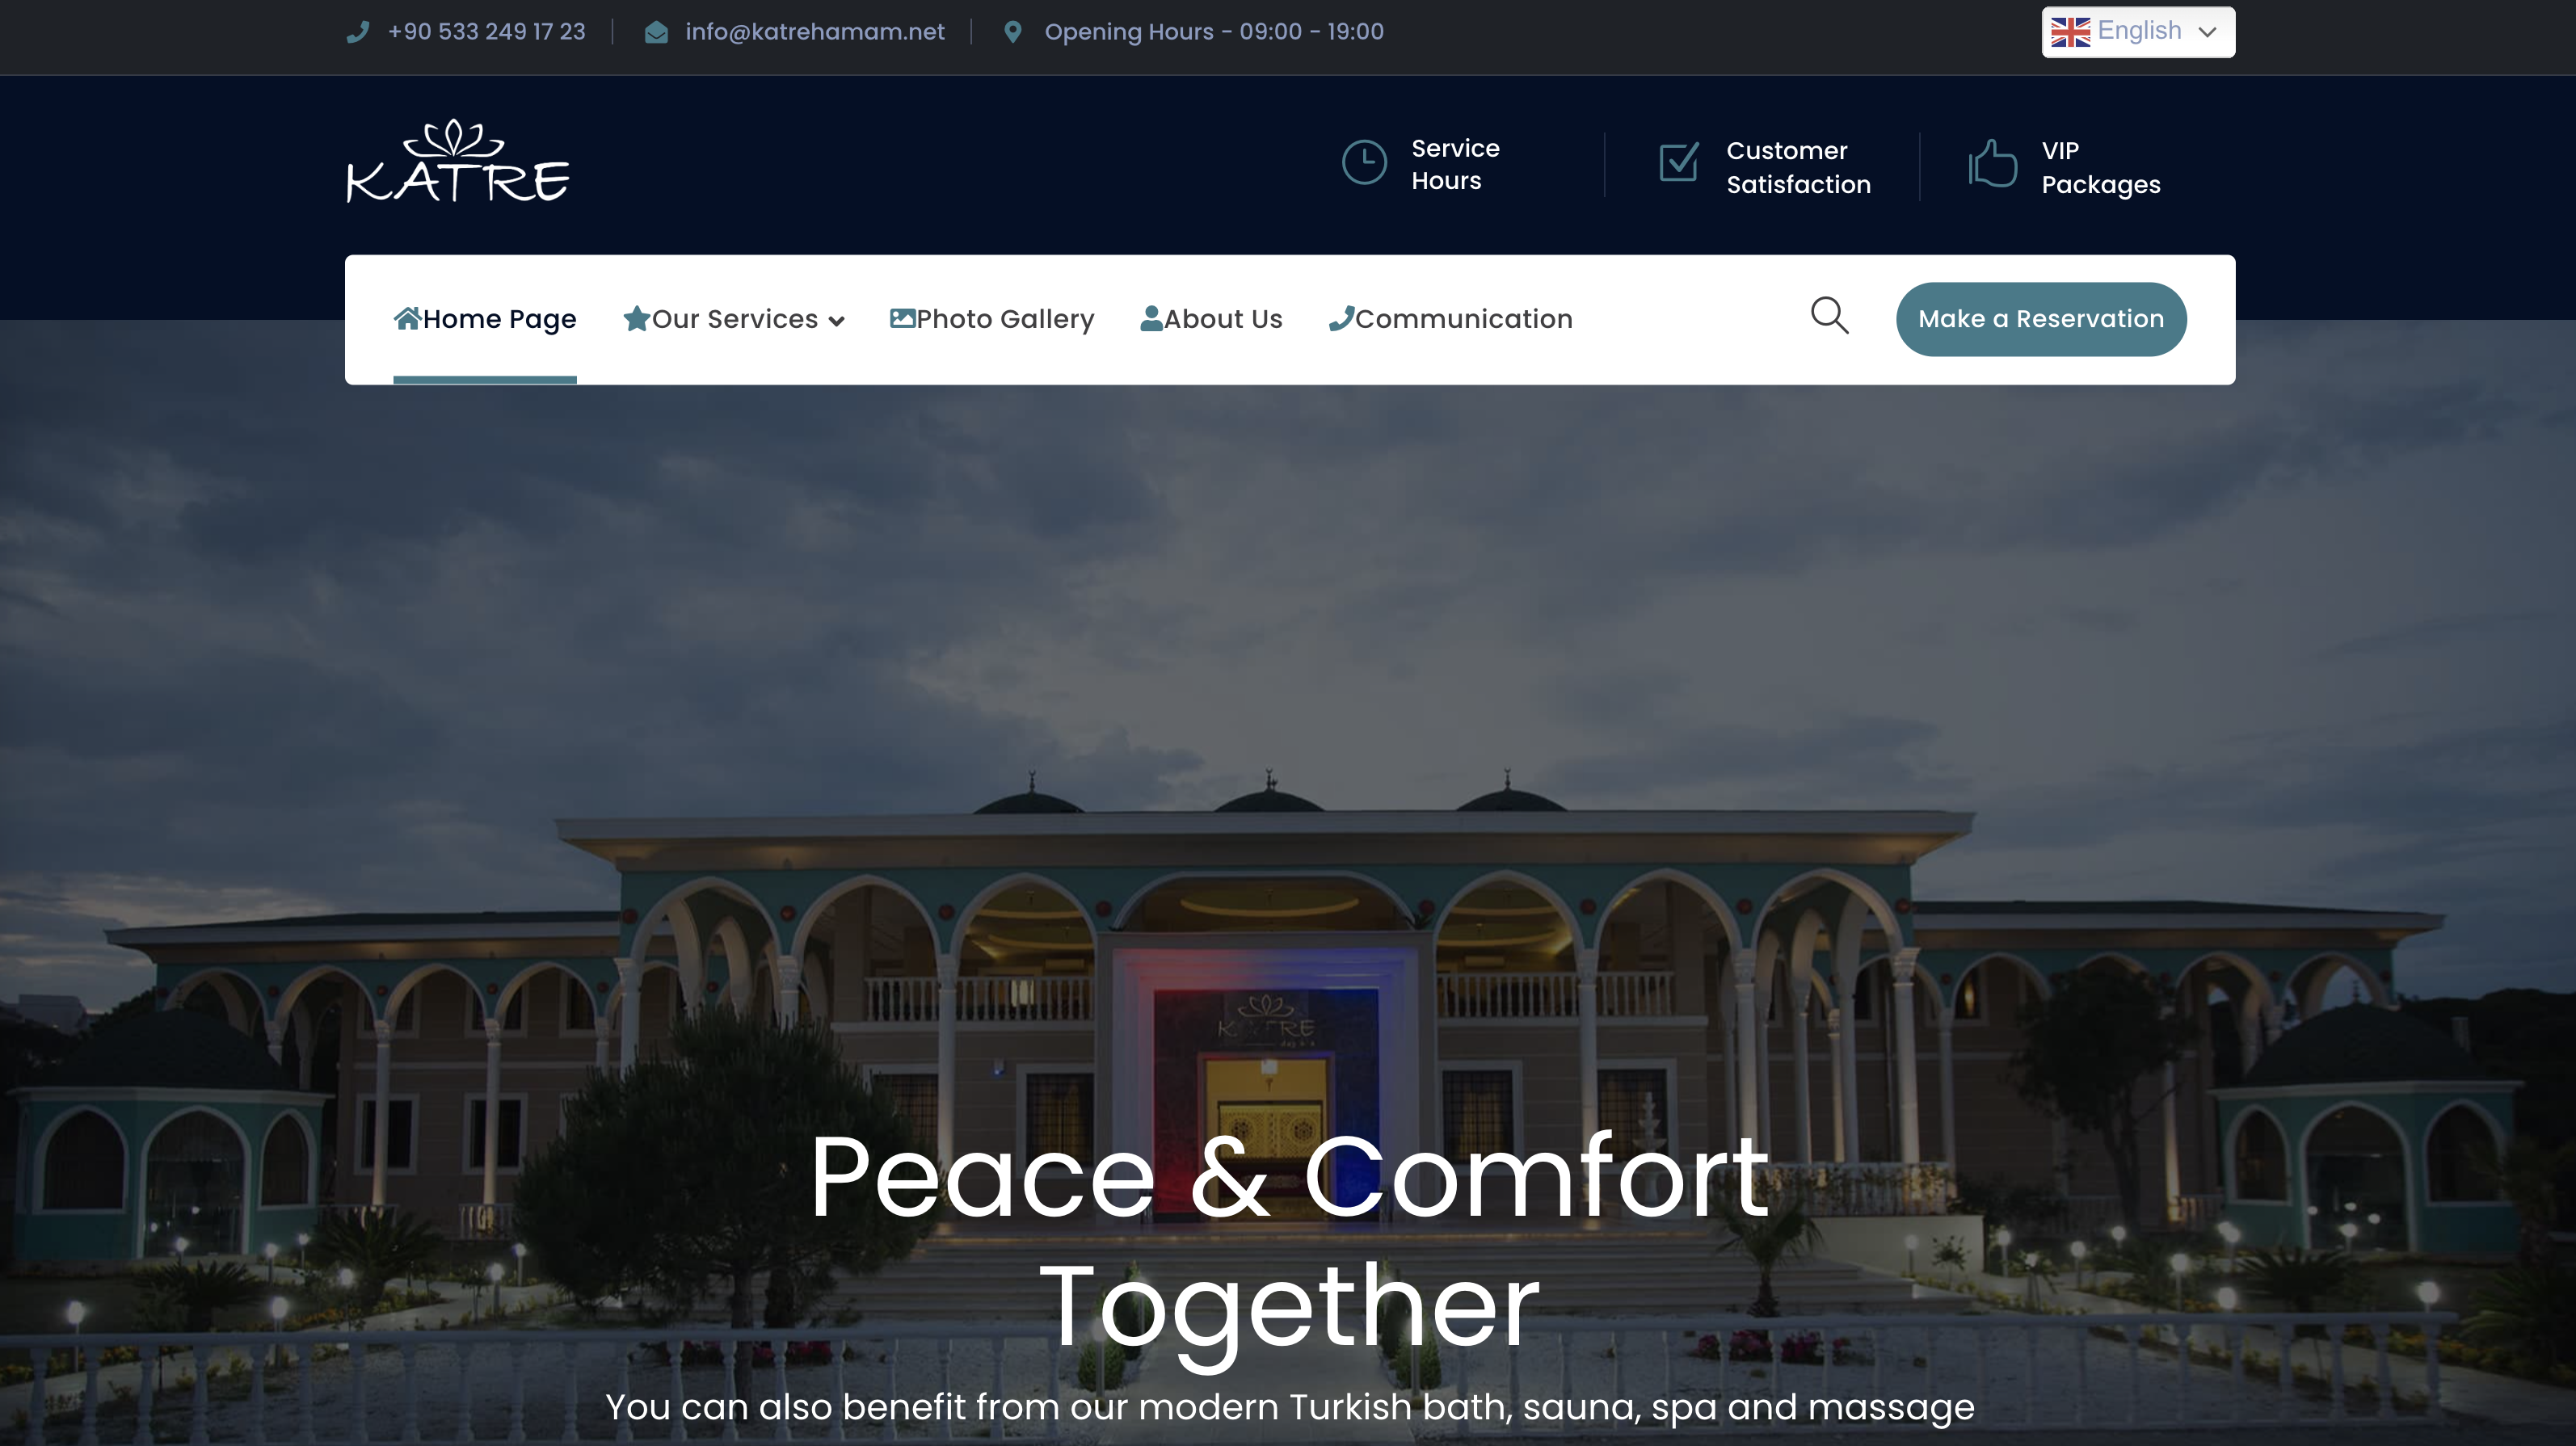 +90 533 249 17 23
info@katrehamam.net
Opening Hours - 09:00 - 19:00
English
KATRE
Service
Hours
Customer
Satisfaction
VIP
Packages
Home Page
Our Services
Photo Gallery
About Us
Communication
Make a Reservation
KATRE
Peace & Comfort
Together
You can also benefit from our modern Turkish bath, sauna, spa and massage